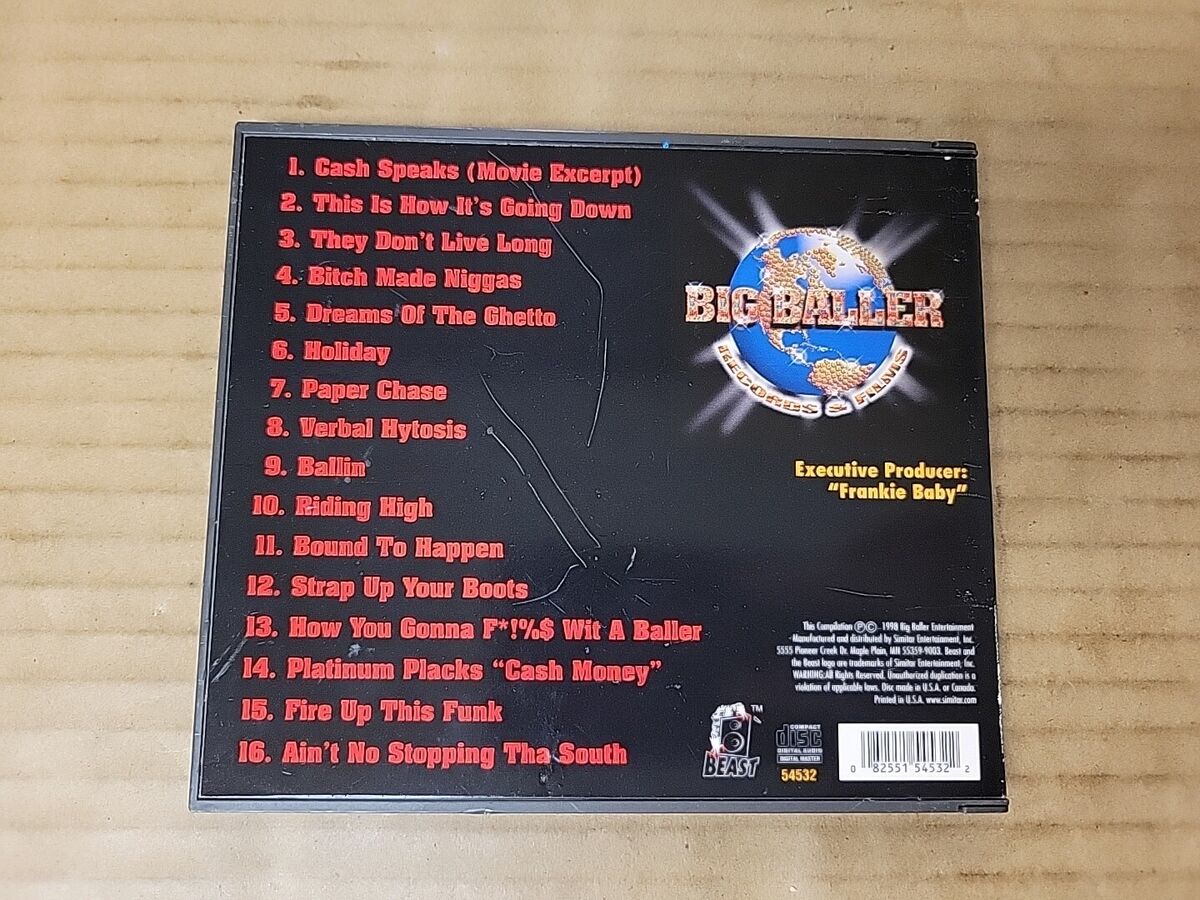 1. Cash Speaks (Movie Excerpt)
2. This Is How It's Going Down
3. They Don't Live Long
4. Bitch Made Niggas
5. Dreams Of The Ghetto
6. Holiday
7. Paper Chase
8. Verbal Hytosis
9. Ballin
10. Riding High
11. Bound To Happen
12. Strap Up Your Boots
13. How You Gonna F*!%$ Wit A Baller
14. Platinum Placks "Cash Money"
15. Fire Up This Funk
16. Ain't No Stopping Tha South
BIG BALLER
RECORDS & FILMS
Executive Producer:
"Frankie Baby"
This Compilation ℗© 1998 Big Baller Entertainment
Manufactured and distributed by Simitar Entertainment, Inc.
5555 Pioneer Creek Dr. Maple Plain, MN 55359-9003. Beast and
the Beast logo are trademarks of Simitar Entertainment, Inc.
WARNING: All Rights Reserved. Unauthorized duplication is a
violation of applicable laws. Disc made in U.S.A. or Canada.
Printed in U.S.A. www.simitar.com
BEAST™
COMPACT
disc
DIGITAL AUDIO
DIGITAL MASTER
54532
0 82551 54532 2